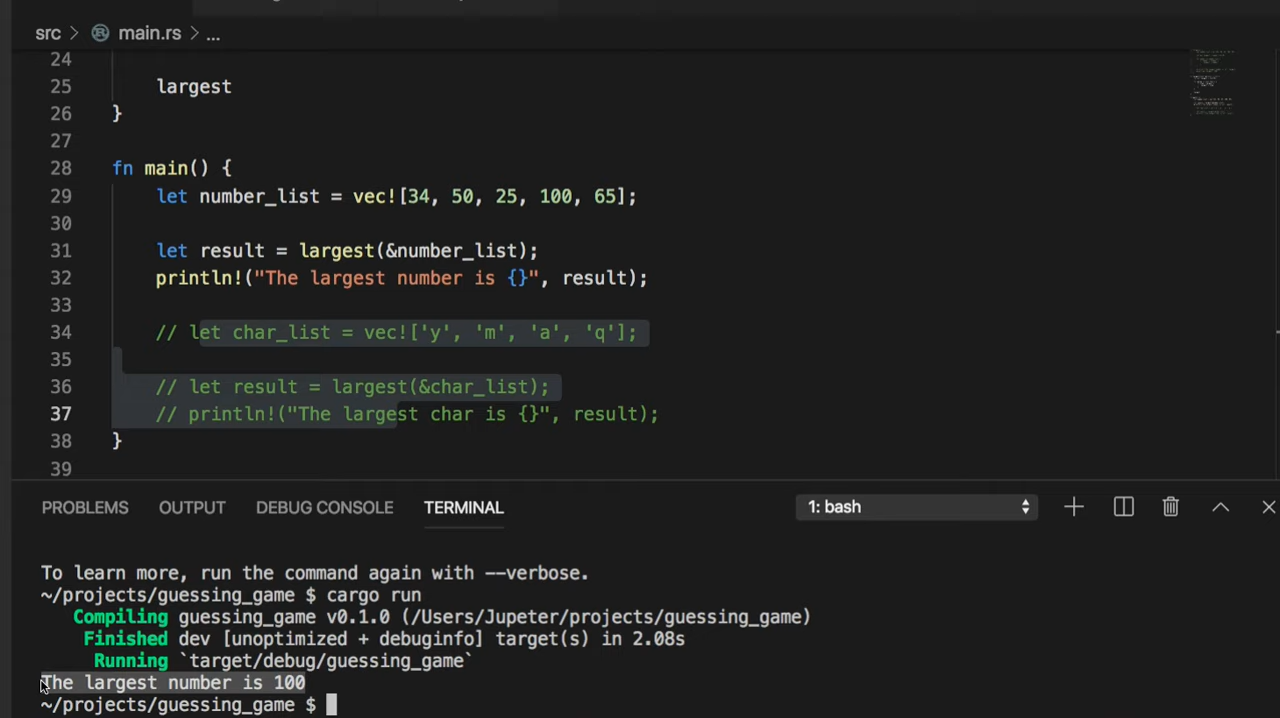 src > main.rs > ...
24
25 largest
26 }
27
28 fn main() {
29 let number_list = vec![34, 50, 25, 100, 65];
30
31 let result = largest(&number_list);
32 println!("The largest number is {}", result);
33
34 // let char_list = vec!['y', 'm', 'a', 'q'];
35
36 // let result = largest(&char_list);
37 // println!("The largest char is {}", result);
38 }
39
PROBLEMS OUTPUT DEBUG CONSOLE TERMINAL 1: bash
To learn more, run the command again with --verbose.
~/projects/guessing_game $ cargo run
Compiling guessing_game v0.1.0 (/Users/Jupeter/projects/guessing_game)
Finished dev [unoptimized + debuginfo] target(s) in 2.08s
Running `target/debug/guessing_game`
The largest number is 100
~/projects/guessing_game $